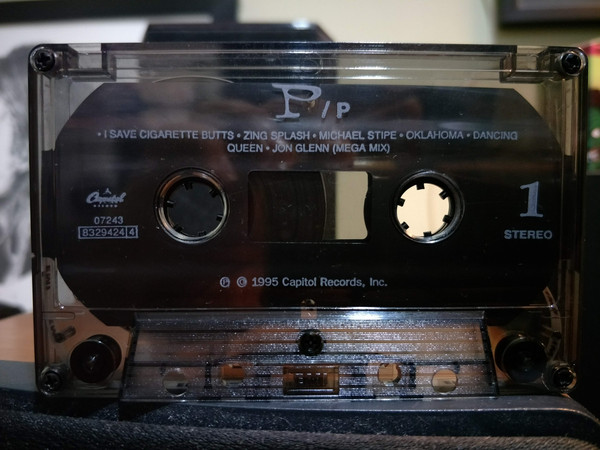 P/P
• I SAVE CIGARETTE BUTTS • ZING SPLASH • MICHAEL STIPE • OKLAHOMA • DANCING
QUEEN • JON GLENN (MEGA MIX)
Capitol
07243
8329424 4
1
STEREO
℗ © 1995 Capitol Records, Inc.